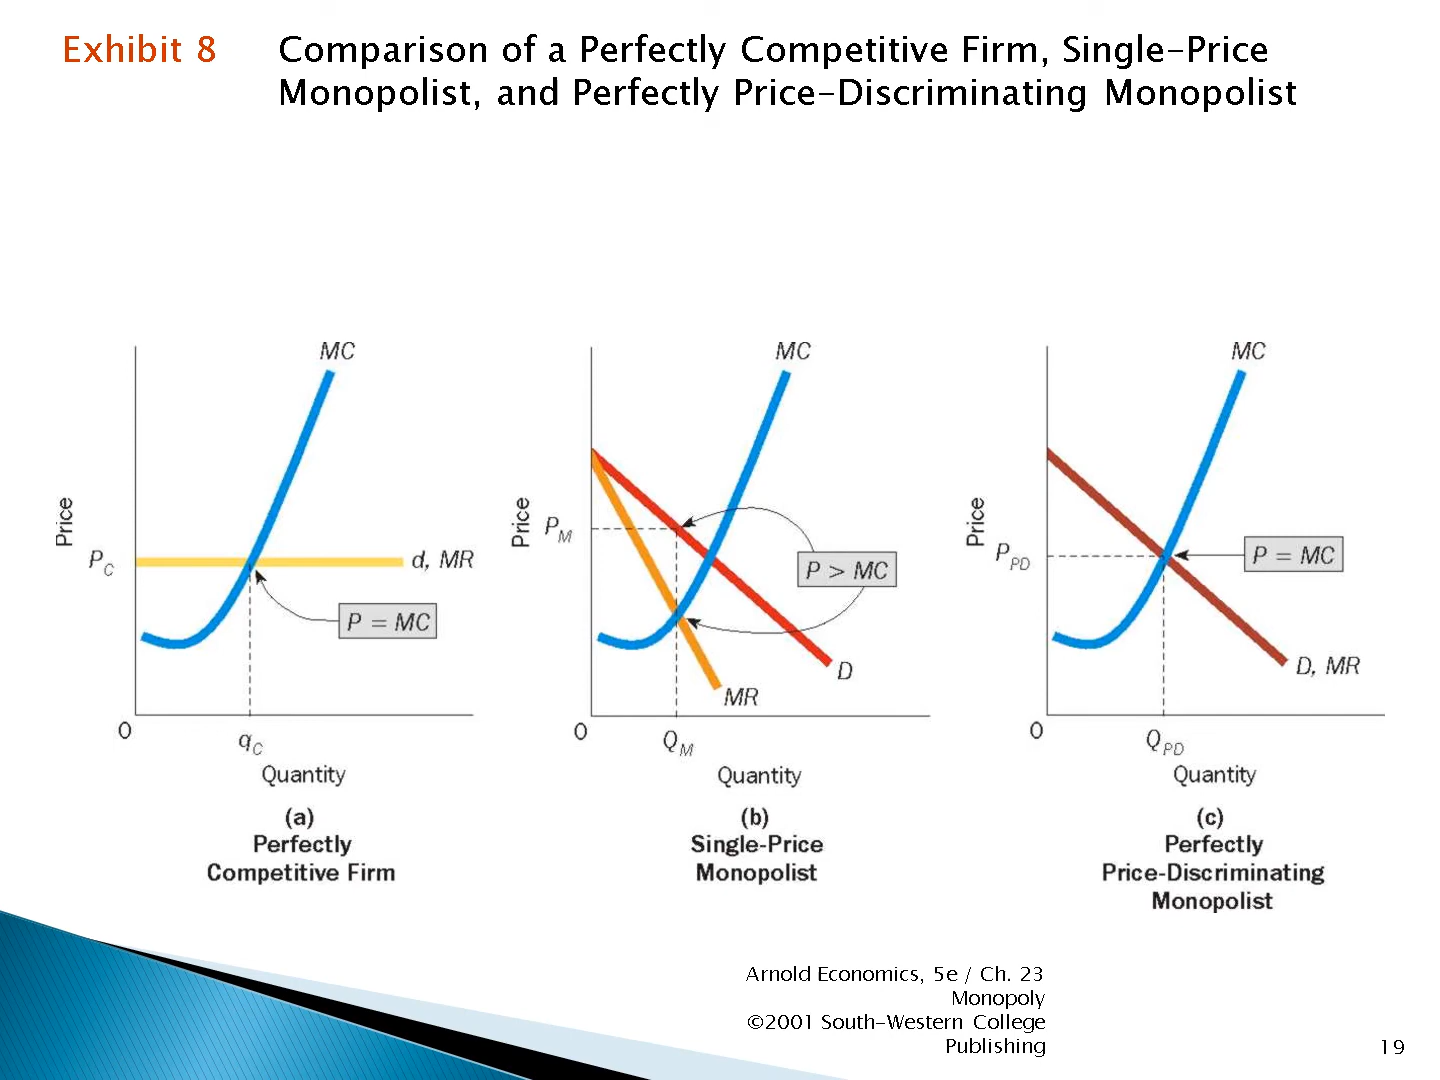 Exhibit 8
Comparison of a Perfectly Competitive Firm, Single-Price
Monopolist, and Perfectly Price-Discriminating Monopolist
MC
Price
P_C
d, MR
P = MC
0
q_C
Quantity
(a)
Perfectly
Competitive Firm
MC
Price
P_M
P > MC
D
MR
0
Q_M
Quantity
(b)
Single-Price
Monopolist
MC
Price
P_PD
P = MC
D, MR
0
Q_PD
Quantity
(c)
Perfectly
Price-Discriminating
Monopolist
Arnold Economics, 5e / Ch. 23
Monopoly
©2001 South-Western College
Publishing
19